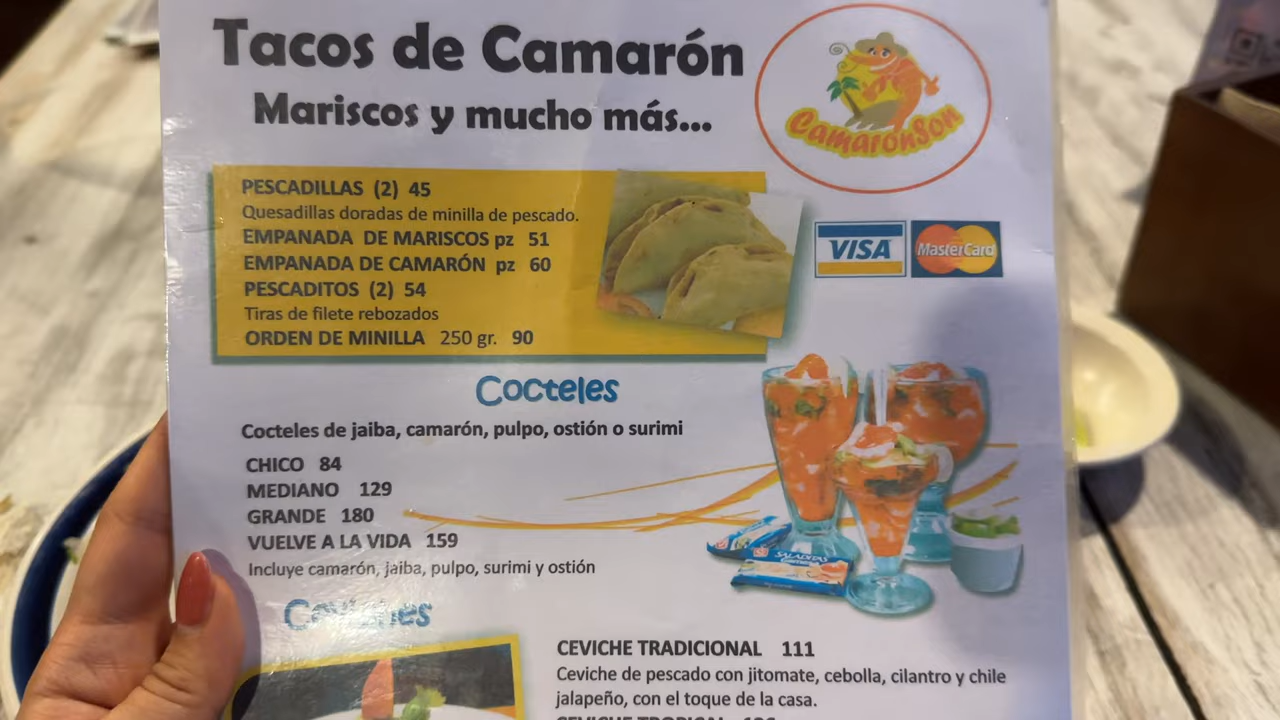 Tacos de Camarón
Mariscos y mucho más...
CamarónSon
VISA
MasterCard
PESCADILLAS (2) 45
Quesadillas doradas de minilla de pescado.
EMPANADA DE MARISCOS pz 51
EMPANADA DE CAMARÓN pz 60
PESCADITOS (2) 54
Tiras de filete rebozados
ORDEN DE MINILLA 250 gr. 90
Cocteles
Cocteles de jaiba, camarón, pulpo, ostión o surimi
CHICO 84
MEDIANO 129
GRANDE 180
VUELVE A LA VIDA 159
Incluye camarón, jaiba, pulpo, surimi y ostión
SALADITAS
Ceviches
CEVICHE TRADICIONAL 111
Ceviche de pescado con jitomate, cebolla, cilantro y chile
jalapeño, con el toque de la casa.
CEVICHE TROPICAL